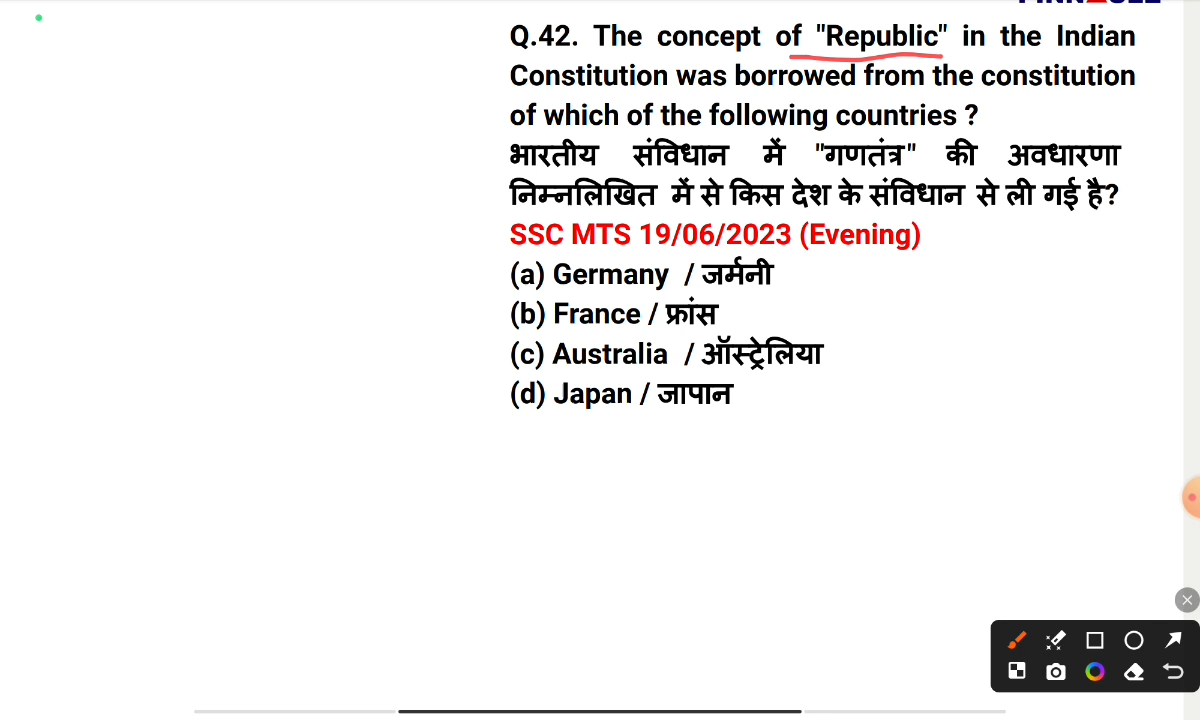 Q.42. The concept of "Republic" in the Indian
Constitution was borrowed from the constitution
of which of the following countries ?
भारतीय संविधान में "गणतंत्र" की अवधारणा
निम्नलिखित में से किस देश के संविधान से ली गई है?
SSC MTS 19/06/2023 (Evening)
(a) Germany / जर्मनी
(b) France / फ्रांस
(c) Australia / ऑस्ट्रेलिया
(d) Japan / जापान